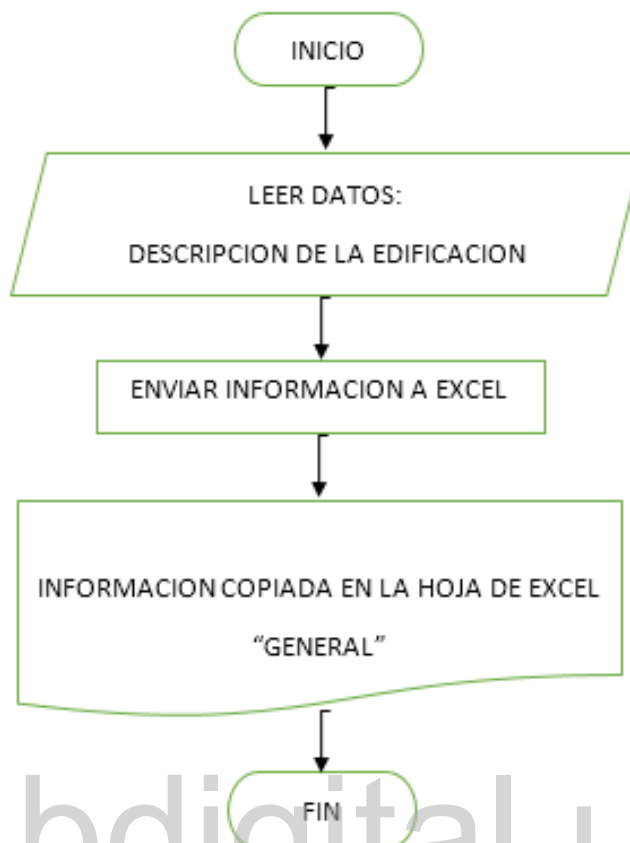 INICIO
LEER DATOS:
DESCRIPCION DE LA EDIFICACION
ENVIAR INFORMACION A EXCEL
INFORMACION COPIADA EN LA HOJA DE EXCEL
“GENERAL”
FIN
bdigital.u